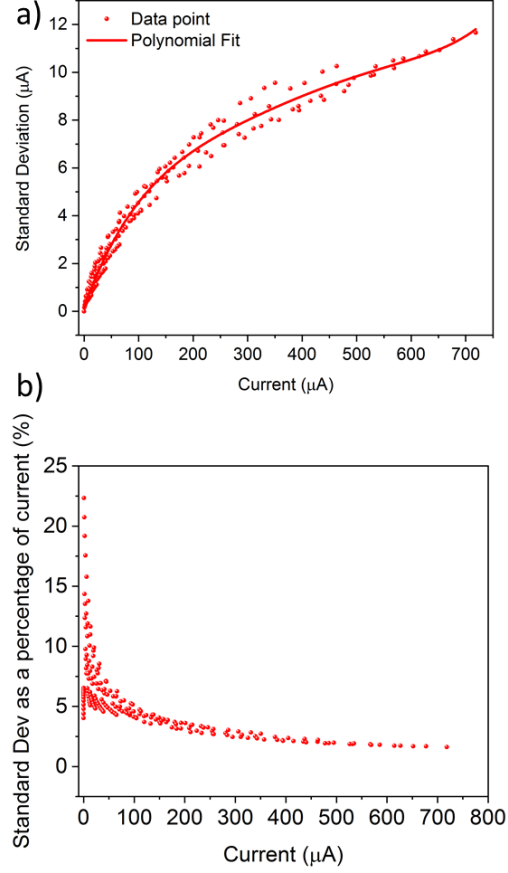 a)
Data point
Polynomial Fit
Standard Deviation (μA)
12
10
8
6
4
2
0
0 100 200 300 400 500 600 700
Current (μA)
b)
Standard Dev as a percentage of current (%)
25
20
15
10
5
0
0 100 200 300 400 500 600 700 800
Current (μA)